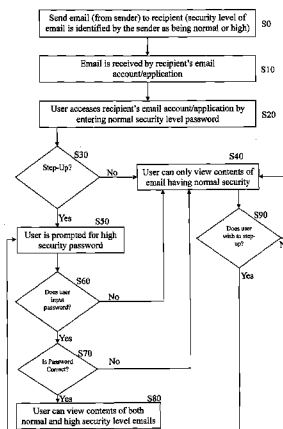 Send email (from sender) to recipient (security level of
email is identified by the sender as being normal or high)
S0
Email is received by recipient's email
account/application
S10
User accesses recipient's email account/application by
entering normal security level password
S20
S30
Step-Up?
No
Yes
S40
User can only view contents of
email having normal security
S50
User is prompted for high
security password
S90
Does user
wish to step-
up?
N
Yes
S60
Does user
input
password?
No
Yes
S70
Is Password
Correct?
No
Yes
S80
User can view contents of both
normal and high security level emails